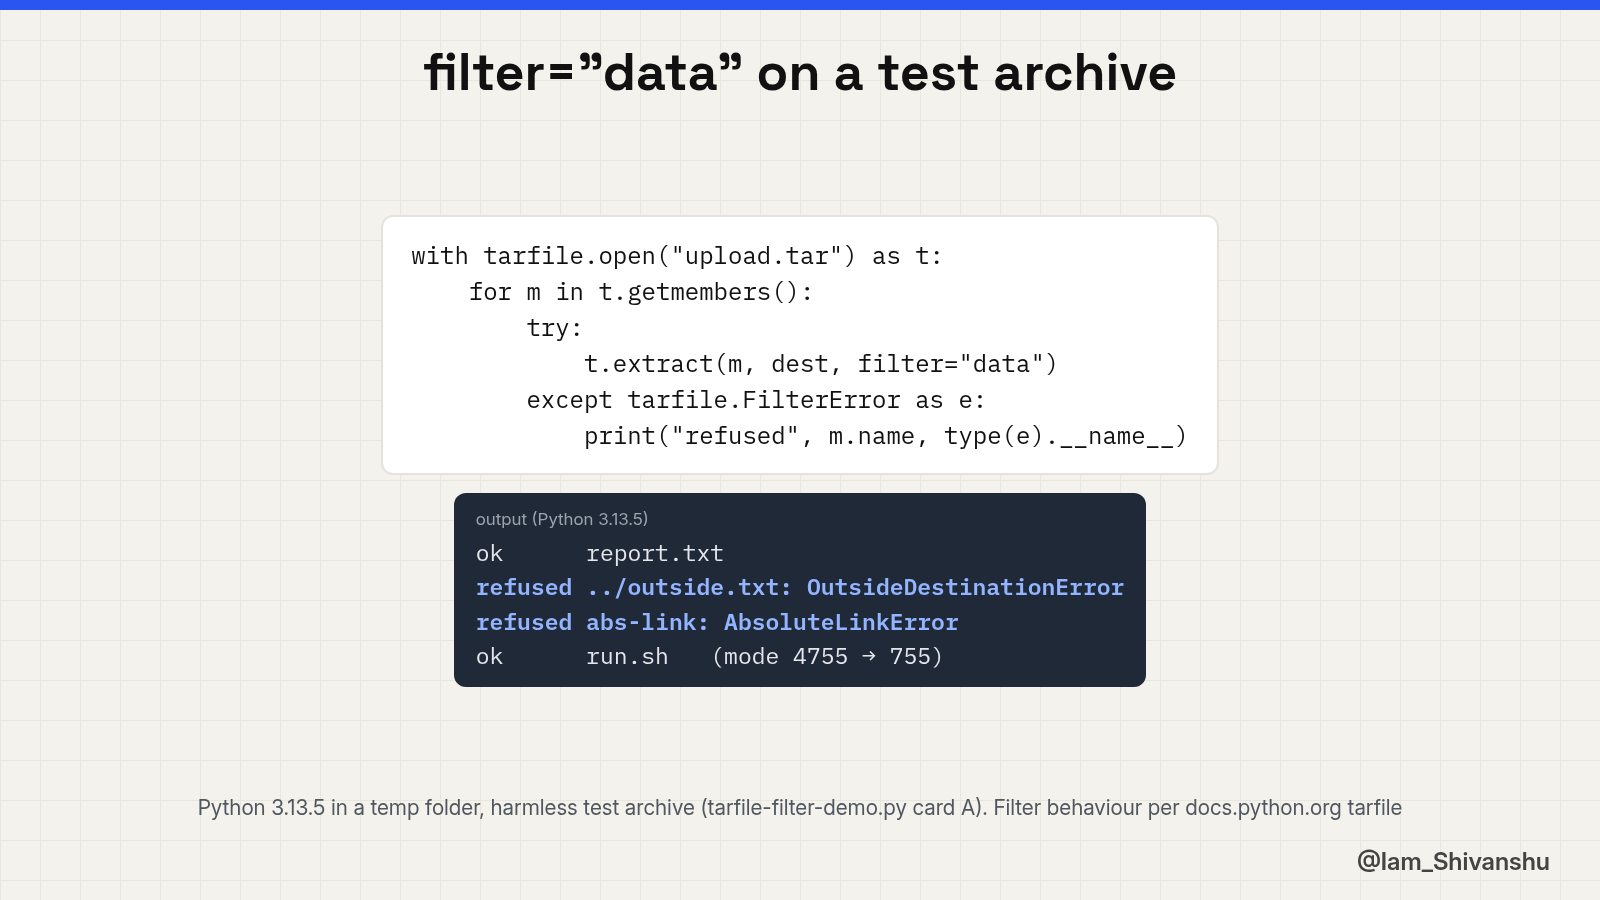 filter=”data” on a test archive
with tarfile.open("upload.tar") as t:
    for m in t.getmembers():
        try:
            t.extract(m, dest, filter="data")
        except tarfile.FilterError as e:
            print("refused", m.name, type(e).__name__)
output (Python 3.13.5)
ok      report.txt
refused ../outside.txt: OutsideDestinationError
refused abs-link: AbsoluteLinkError
ok      run.sh   (mode 4755 → 755)
Python 3.13.5 in a temp folder, harmless test archive (tarfile-filter-demo.py card A). Filter behaviour per docs.python.org tarfile
@Iam_Shivanshu